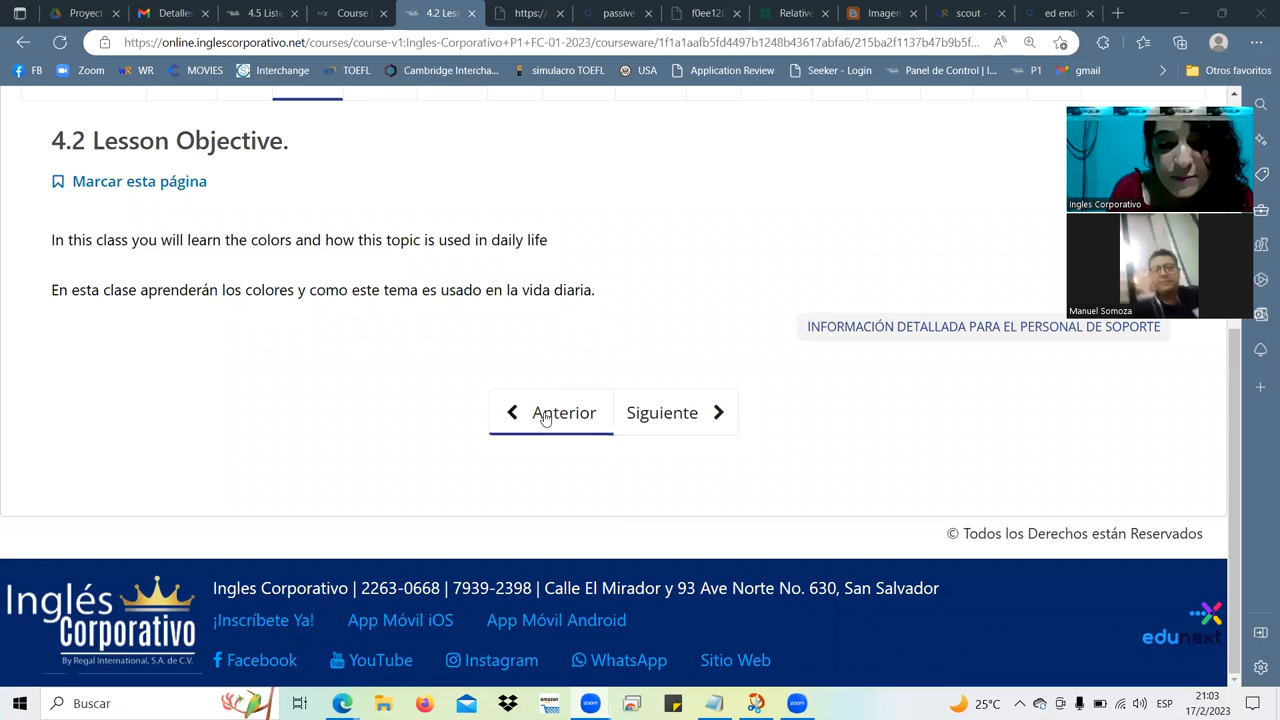 Project
Detalle
4.5 Liste
Course
4.2 Less
https://
passive
f0ee128
Relative
Imagen
scout -
ed endi
https://online.inglescorporativo.net/courses/course-v1:Ingles-Corporativo+P1+FC-01-2023/courseware/1f1a1aafb5fd4497b1248b43617abfa6/215ba2f1137b47b9b5f...
FB
Zoom
WR
MOVIES
Interchange
TOEFL
Cambridge Intercha...
simulacro TOEFL
USA
Application Review
Seeker - Login
Panel de Control | I...
P1
gmail
Otros favoritos
4.2 Lesson Objective.
Marcar esta página
In this class you will learn the colors and how this topic is used in daily life
En esta clase aprenderán los colores y como este tema es usado en la vida diaria.
Ingles Corporativo
Manuel Somoza
INFORMACIÓN DETALLADA PARA EL PERSONAL DE SOPORTE
Anterior
Siguiente
© Todos los Derechos están Reservados
Inglés
Corporativo
By Regal International, S.A. de C.V.
Ingles Corporativo | 2263-0668 | 7939-2398 | Calle El Mirador y 93 Ave Norte No. 630, San Salvador
¡Inscríbete Ya!
App Móvil iOS
App Móvil Android
Facebook
YouTube
Instagram
WhatsApp
Sitio Web
edunext
Buscar
amazon
zoom
zoom
25°C
ESP
21:03
17/2/2023